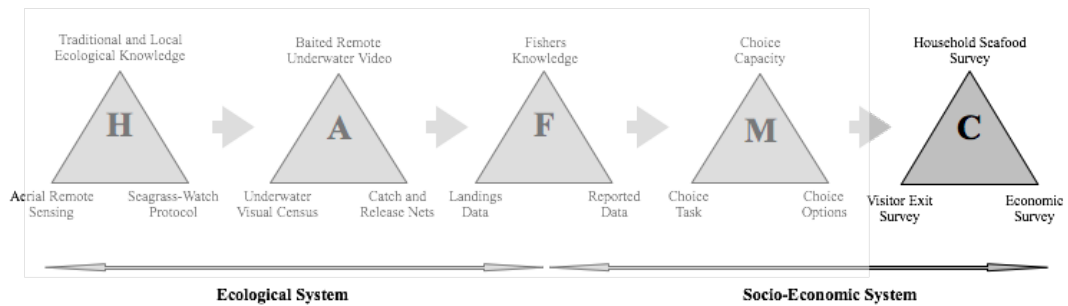 Traditional and Local
Ecological Knowledge
Baited Remote
Underwater Video
Fishers
Knowledge
Choice
Capacity
Household Seafood
Survey
H
A
F
M
C
Aerial Remote
Sensing
Seagrass-Watch
Protocol
Underwater
Visual Census
Catch and
Release Nets
Landings
Data
Reported
Data
Choice
Task
Choice
Options
Visitor Exit
Survey
Economic
Survey
Ecological System
Socio-Economic System